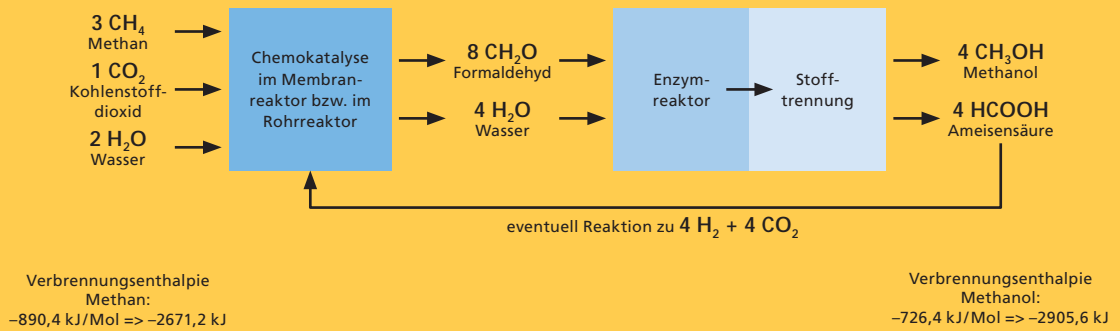 3 CH₄
Methan
1 CO₂
Kohlenstoff-
dioxid
2 H₂O
Wasser
Chemokatalyse
im Membran-
reaktor bzw. im
Rohrreaktor
8 CH₂O
Formaldehyd
4 H₂O
Wasser
Enzym-
reaktor
Stoff-
trennung
4 CH₃OH
Methanol
4 HCOOH
Ameisensäure
eventuell Reaktion zu 4 H₂ + 4 CO₂
Verbrennungsenthalpie
Methan:
–890,4 kJ/Mol => –2671,2 kJ
Verbrennungsenthalpie
Methanol:
–726,4 kJ/Mol => –2905,6 kJ